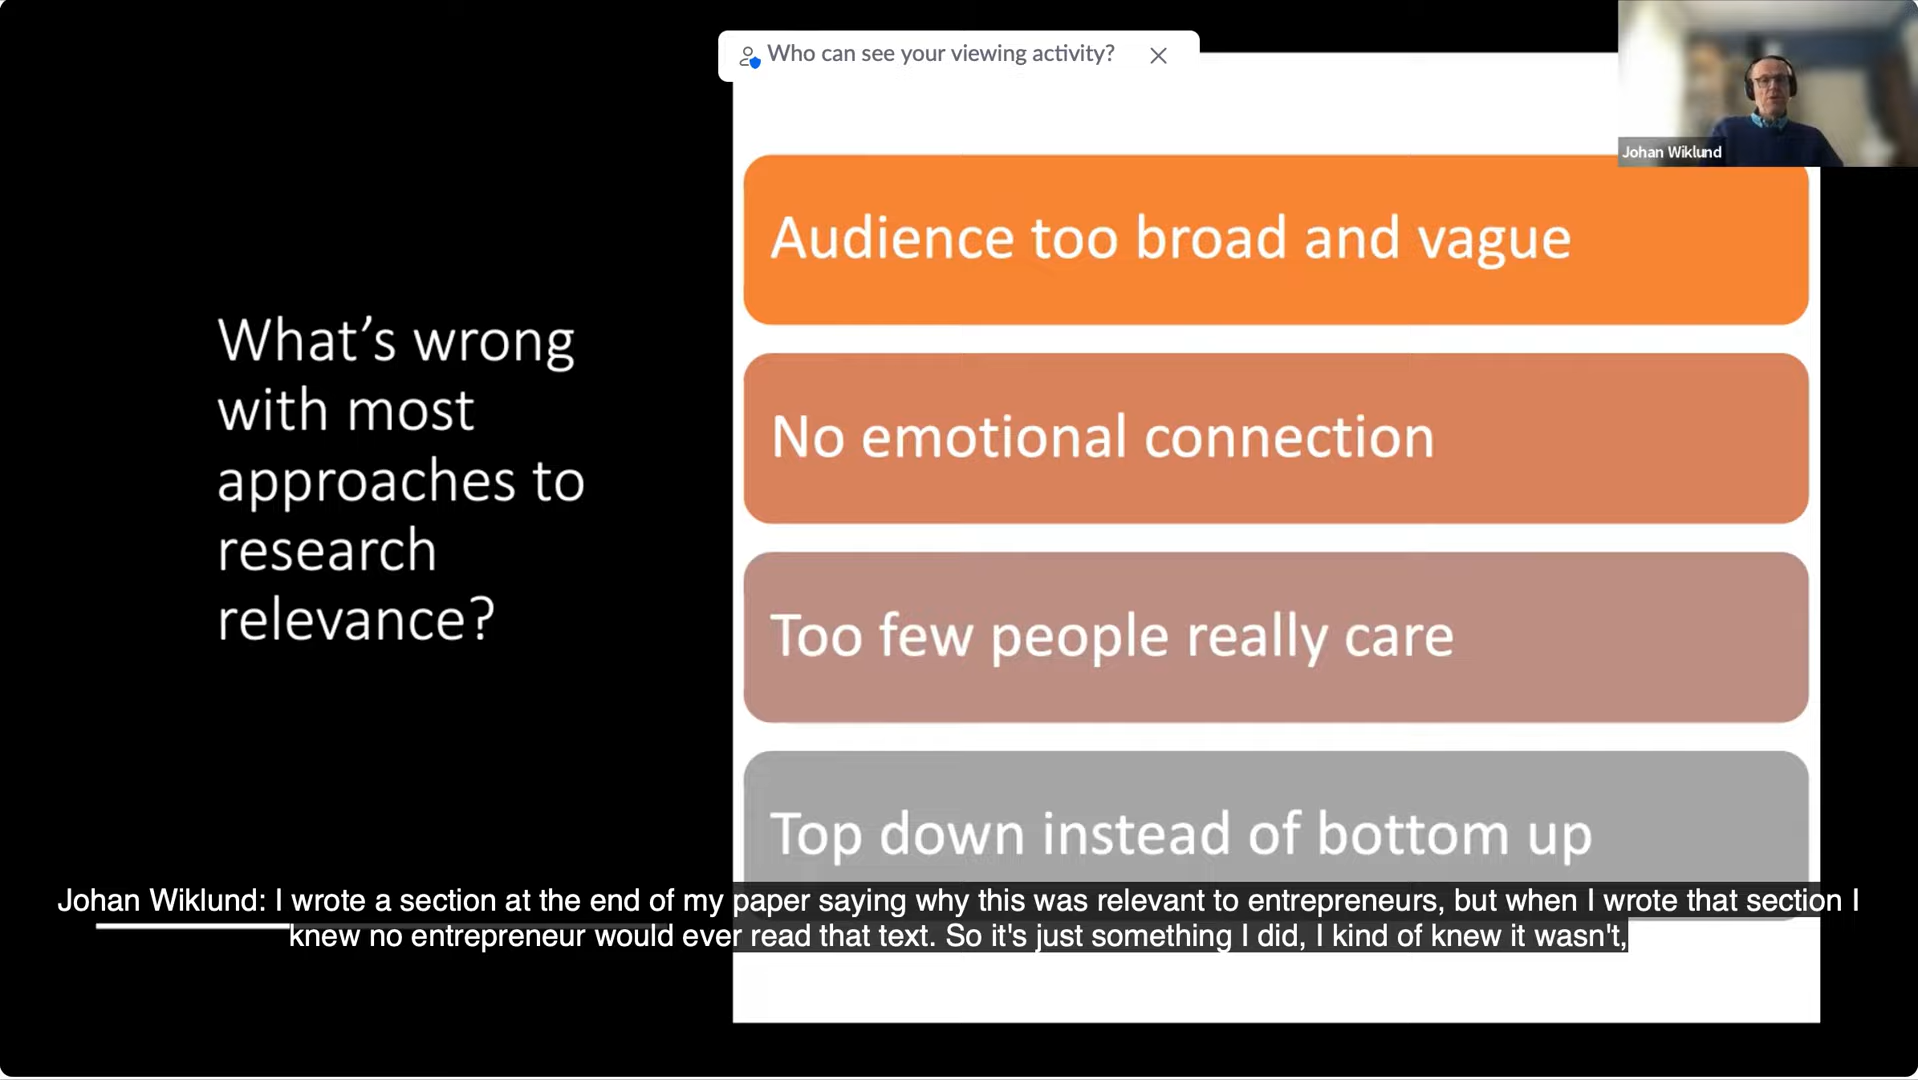 Who can see your viewing activity?
Johan Wiklund
What's wrong
with most
approaches to
research
relevance?
Audience too broad and vague
No emotional connection
Too few people really care
Top down instead of bottom up
Johan Wiklund: I wrote a section at the end of my paper saying why this was relevant to entrepreneurs, but when I wrote that section I
knew no entrepreneur would ever read that text. So it's just something I did, I kind of knew it wasn't,